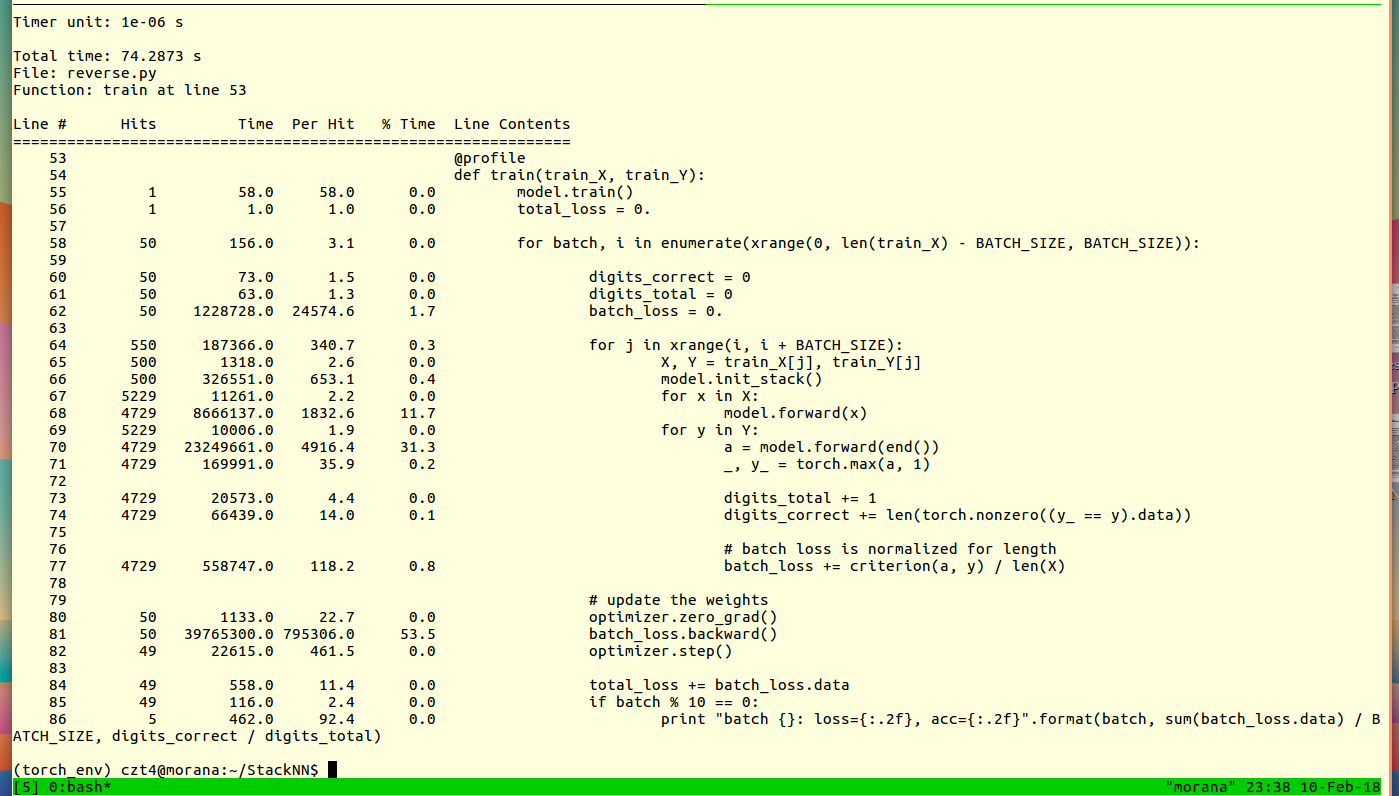 Timer unit: 1e-06 s
Total time: 74.2873 s
File: reverse.py
Function: train at line 53
Line #      Hits         Time  Per Hit   % Time  Line Contents
==============================================================
    53                                           @profile
    54                                           def train(train_X, train_Y):
    55         1         58.0     58.0      0.0         model.train()
    56         1          1.0      1.0      0.0         total_loss = 0.
    57
    58        50        156.0      3.1      0.0         for batch, i in enumerate(xrange(0, len(train_X) - BATCH_SIZE, BATCH_SIZE)):
    59
    60        50         73.0      1.5      0.0                 digits_correct = 0
    61        50         63.0      1.3      0.0                 digits_total = 0
    62        50    1228728.0  24574.6      1.7                 batch_loss = 0.
    63
    64       550     187366.0    340.7      0.3                 for j in xrange(i, i + BATCH_SIZE):
    65       500       1318.0      2.6      0.0                         X, Y = train_X[j], train_Y[j]
    66       500     326551.0    653.1      0.4                         model.init_stack()
    67      5229      11261.0      2.2      0.0                         for x in X:
    68      4729    8666137.0   1832.6     11.7                                 model.forward(x)
    69      5229      10006.0      1.9      0.0                         for y in Y:
    70      4729   23249661.0   4916.4     31.3                                 a = model.forward(end())
    71      4729     169991.0     35.9      0.2                                 _, y_ = torch.max(a, 1)
    72
    73      4729      20573.0      4.4      0.0                                 digits_total += 1
    74      4729      66439.0     14.0      0.1                                 digits_correct += len(torch.nonzero((y_ == y).data))
    75
    76                                                                          # batch loss is normalized for length
    77      4729     558747.0    118.2      0.8                                 batch_loss += criterion(a, y) / len(X)
    78
    79                                                          # update the weights
    80        50       1133.0     22.7      0.0                 optimizer.zero_grad()
    81        50   39765300.0 795306.0     53.5                 batch_loss.backward()
    82        49      22615.0    461.5      0.0                 optimizer.step()
    83
    84        49        558.0     11.4      0.0                 total_loss += batch_loss.data
    85        49        116.0      2.4      0.0                 if batch % 10 == 0:
    86         5        462.0     92.4      0.0                         print "batch {}: loss={:.2f}, acc={:.2f}".format(batch, sum(batch_loss.data) / B
ATCH_SIZE, digits_correct / digits_total)
(torch_env) czt4@morana:~/StackNN$
[5] 0:bash* "morana" 23:38 10-Feb-18